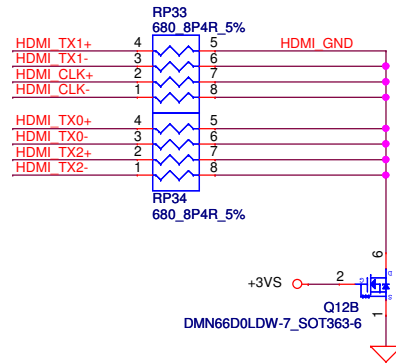 RP33
680_8P4R_5%
HDMI_TX1+ 4 5 HDMI_GND
HDMI_TX1- 3 6
HDMI_CLK+ 2 7
HDMI_CLK- 1 8
HDMI_TX0+ 4 5
HDMI_TX0- 3 6
HDMI_TX2+ 2 7
HDMI_TX2- 1 8
RP34
680_8P4R_5%
6
D
+3VS 2 G
S
Q12B 1
DMN66D0LDW-7_SOT363-6